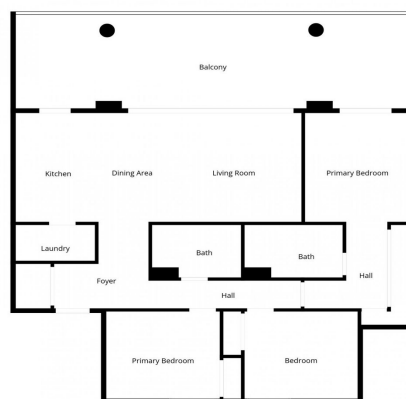 Balcony
Kitchen
Dining Area
Living Room
Primary Bedroom
Laundry
Bath
Bath
Foyer
Hall
Hall
Primary Bedroom
Bedroom